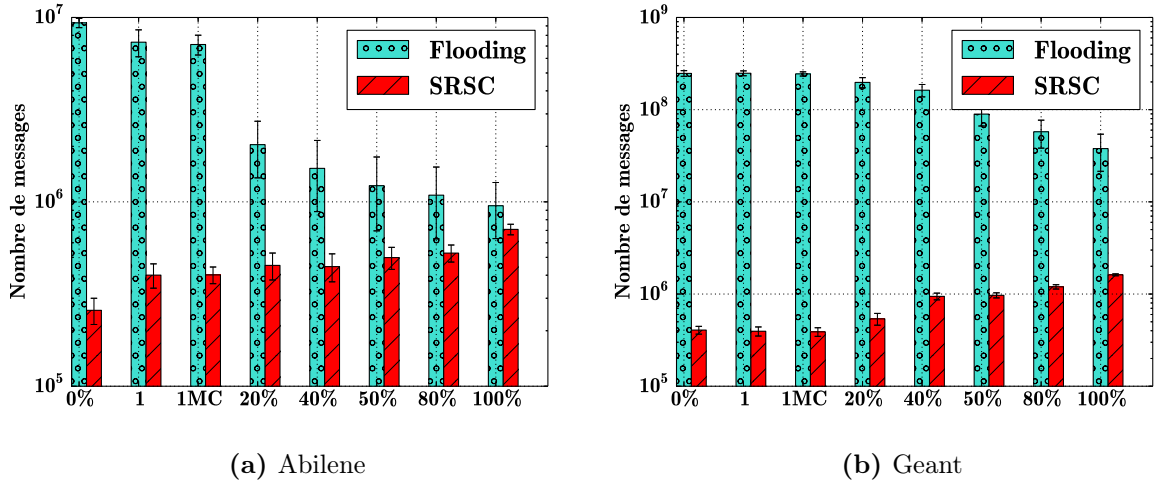 Nombre de messages
10^7
10^6
10^5
Flooding
SRSC
0% 1 1MC 20% 40% 50% 80% 100%
(a) Abilene
Nombre de messages
10^9
10^8
10^7
10^6
10^5
Flooding
SRSC
0% 1 1MC 20% 40% 50% 80% 100%
(b) Geant